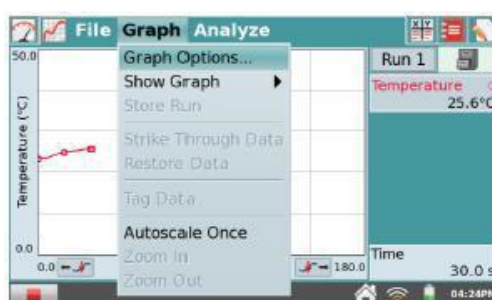 File Graph Analyze
50.0
Temperature (°C)
0.0
0.0
180.0
Graph Options...
Show Graph
Store Run
Strike Through Data
Restore Data
Tag Data
Autoscale Once
Zoom In
Zoom Out
X Y
Run 1
Temperature
25.6°C
Time
30.0 s
04:24PM